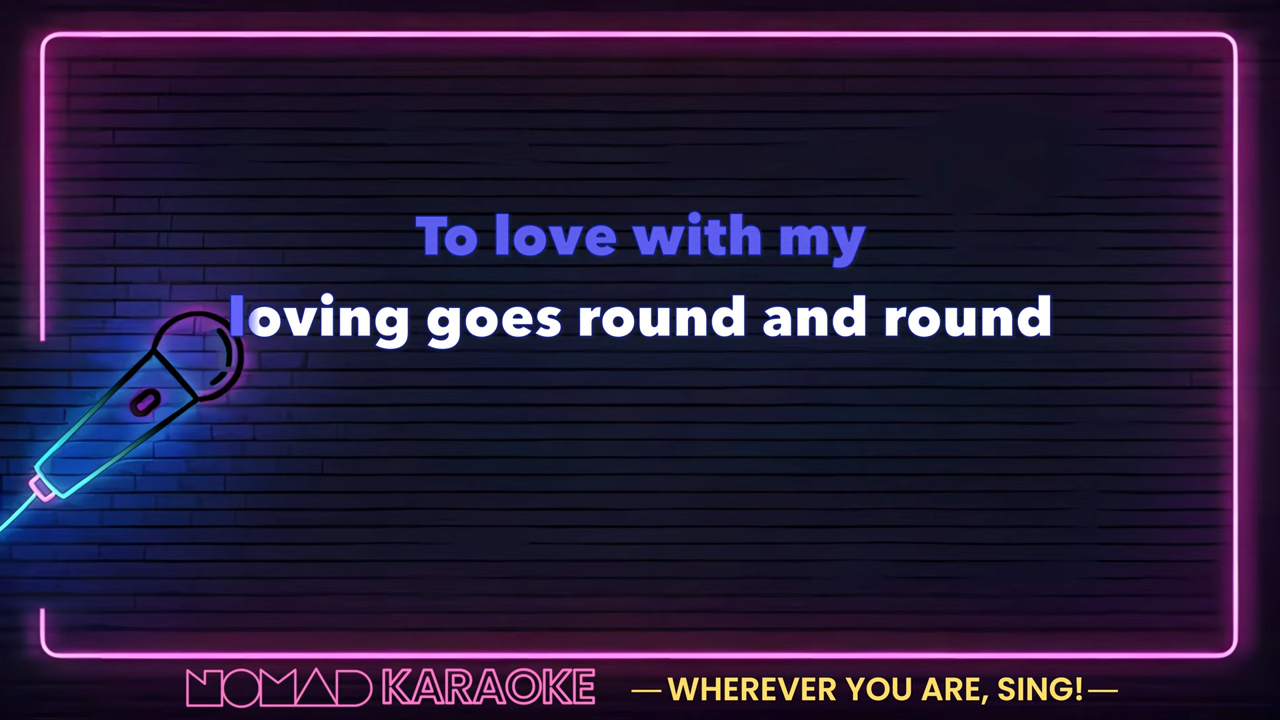 To love with my
loving goes round and round
NOMAD KARAOKE
—WHEREVER YOU ARE, SING!—